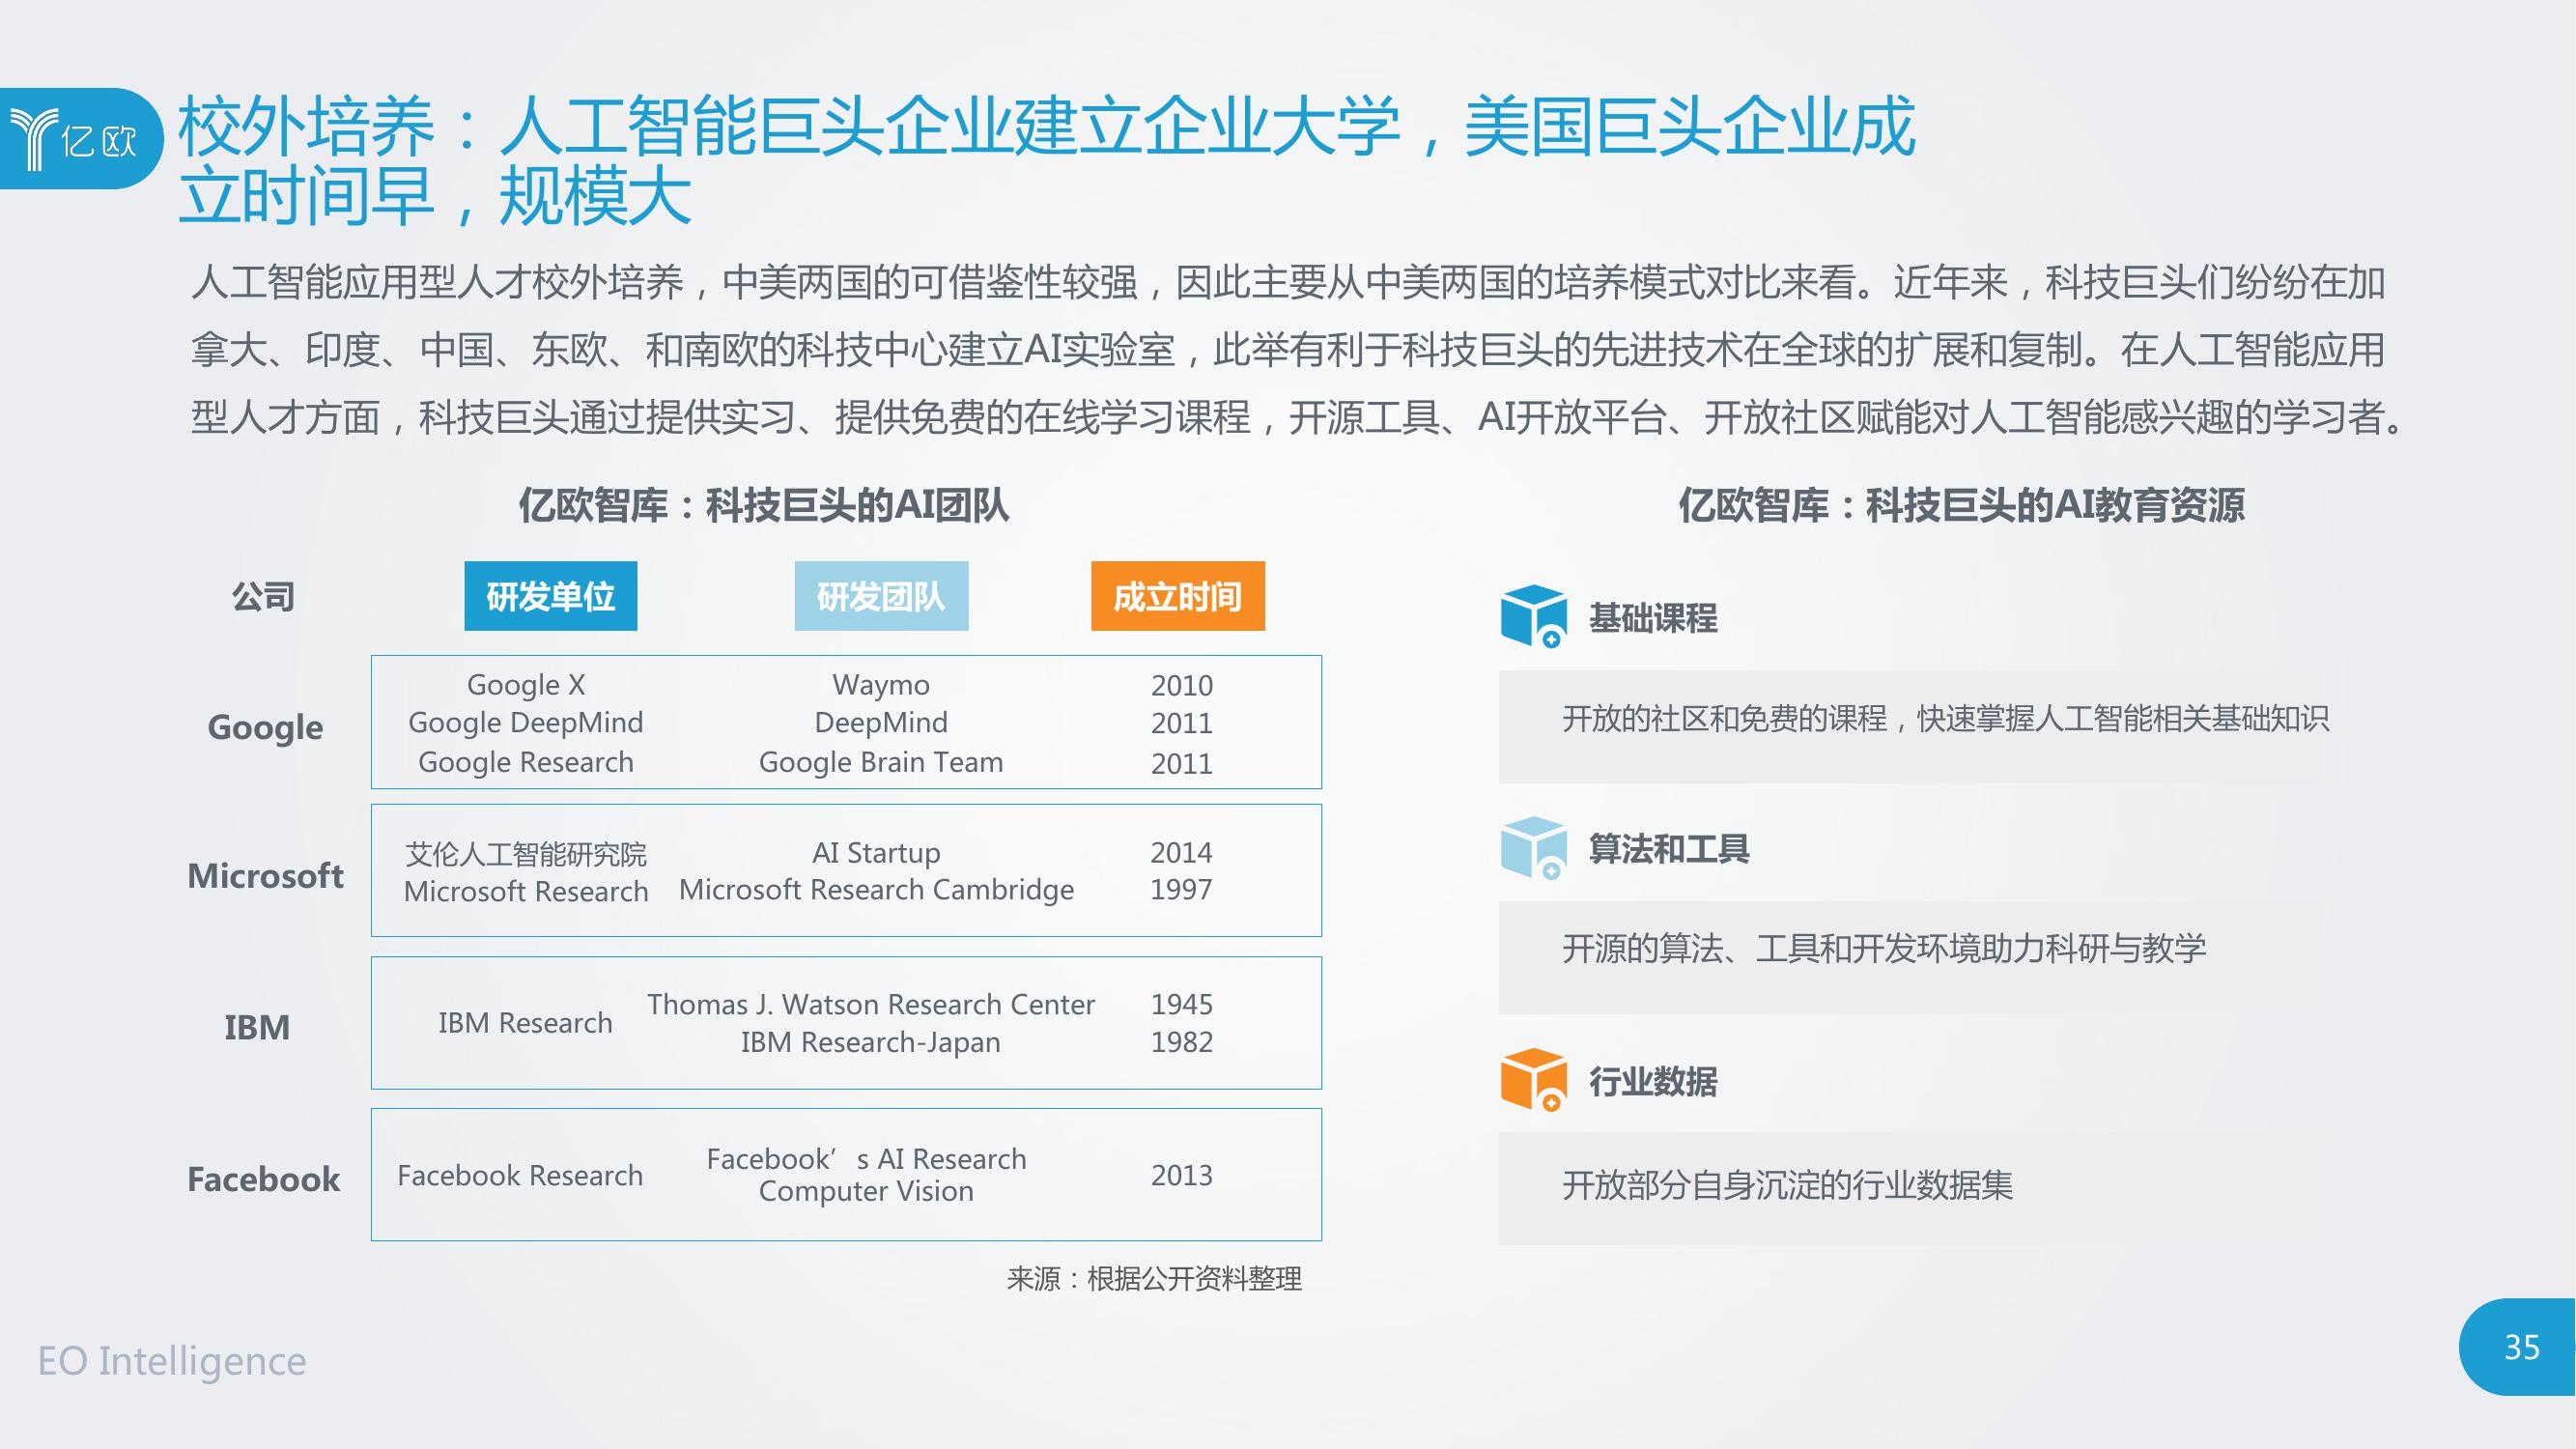 亿欧
校外培养：人工智能巨头企业建立企业大学，美国巨头企业成
立时间早，规模大
人工智能应用型人才校外培养，中美两国的可借鉴性较强，因此主要从中美两国的培养模式对比来看。近年来，科技巨头们纷纷在加
拿大、印度、中国、东欧、和南欧的科技中心建立AI实验室，此举有利于科技巨头的先进技术在全球的扩展和复制。在人工智能应用
型人才方面，科技巨头通过提供实习、提供免费的在线学习课程，开源工具、AI开放平台、开放社区赋能对人工智能感兴趣的学习者。
亿欧智库：科技巨头的AI团队
公司 研发单位 研发团队 成立时间
Google
Google X Waymo 2010
Google DeepMind DeepMind 2011
Google Research Google Brain Team 2011
Microsoft
艾伦人工智能研究院 AI Startup 2014
Microsoft Research Microsoft Research Cambridge 1997
IBM
IBM Research
Thomas J. Watson Research Center 1945
IBM Research-Japan 1982
Facebook
Facebook Research
Facebook’s AI Research
Computer Vision
2013
来源：根据公开资料整理
亿欧智库：科技巨头的AI教育资源
基础课程
开放的社区和免费的课程，快速掌握人工智能相关基础知识
算法和工具
开源的算法、工具和开发环境助力科研与教学
行业数据
开放部分自身沉淀的行业数据集
EO Intelligence
35